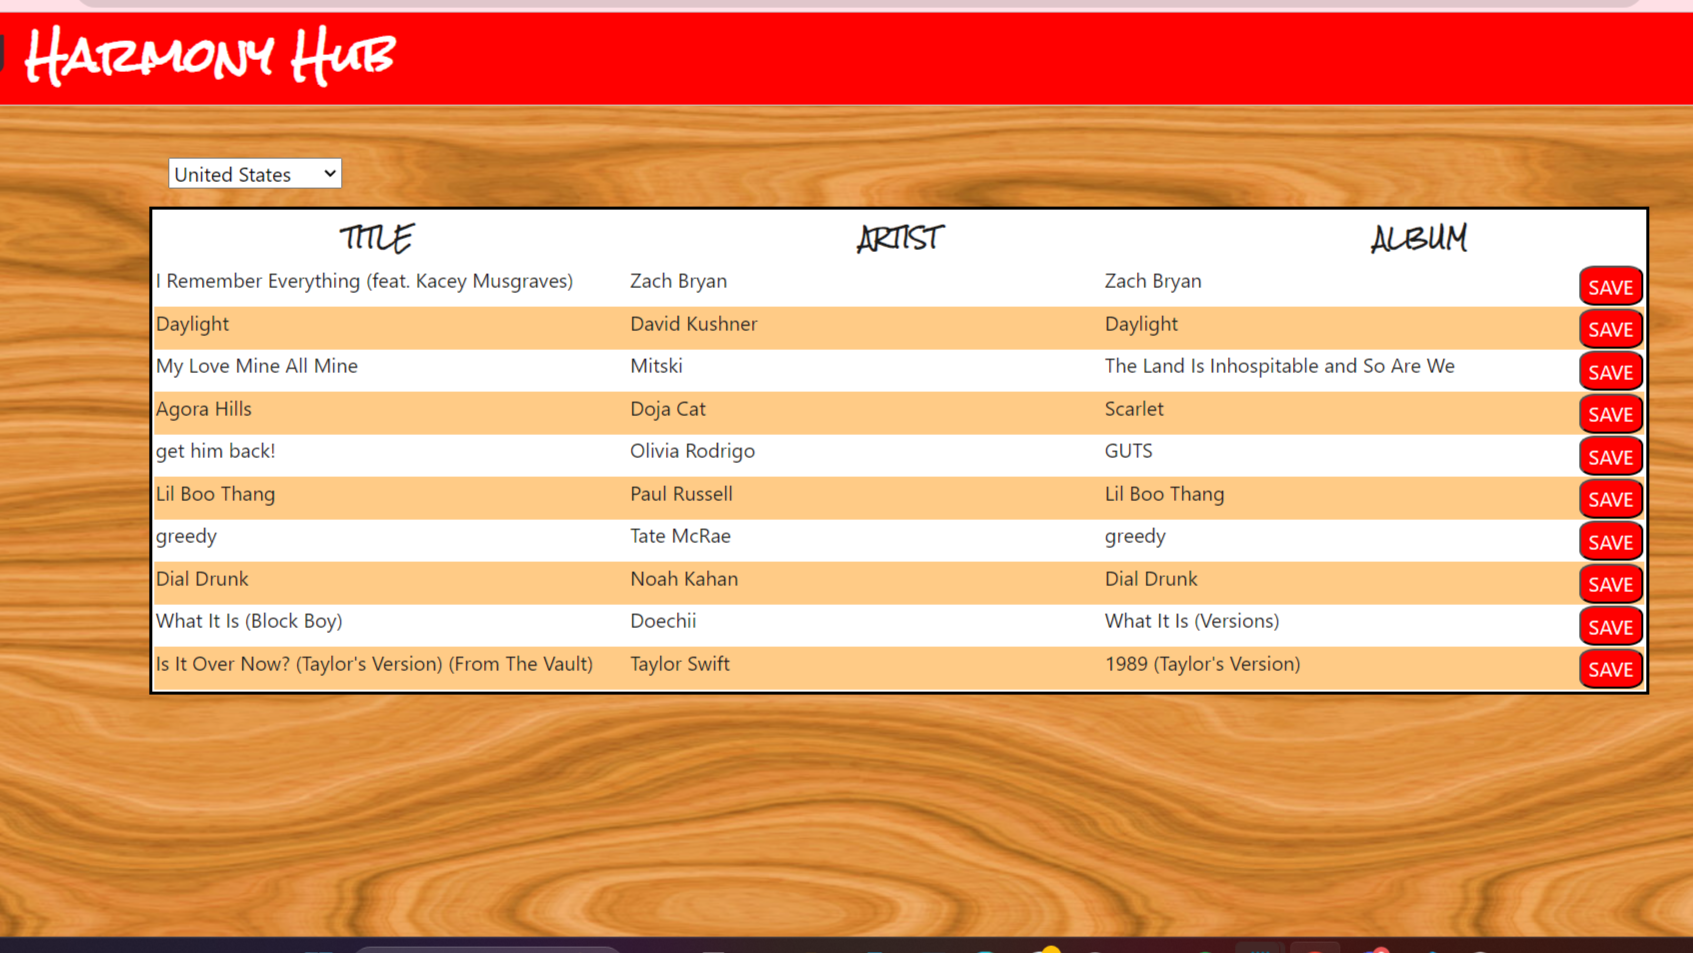 Harmony Hub
United States
TITLE ARTIST ALBUM
I Remember Everything (feat. Kacey Musgraves) Zach Bryan Zach Bryan SAVE
Daylight David Kushner Daylight SAVE
My Love Mine All Mine Mitski The Land Is Inhospitable and So Are We SAVE
Agora Hills Doja Cat Scarlet SAVE
get him back! Olivia Rodrigo GUTS SAVE
Lil Boo Thang Paul Russell Lil Boo Thang SAVE
greedy Tate McRae greedy SAVE
Dial Drunk Noah Kahan Dial Drunk SAVE
What It Is (Block Boy) Doechii What It Is (Versions) SAVE
Is It Over Now? (Taylor's Version) (From The Vault) Taylor Swift 1989 (Taylor's Version) SAVE